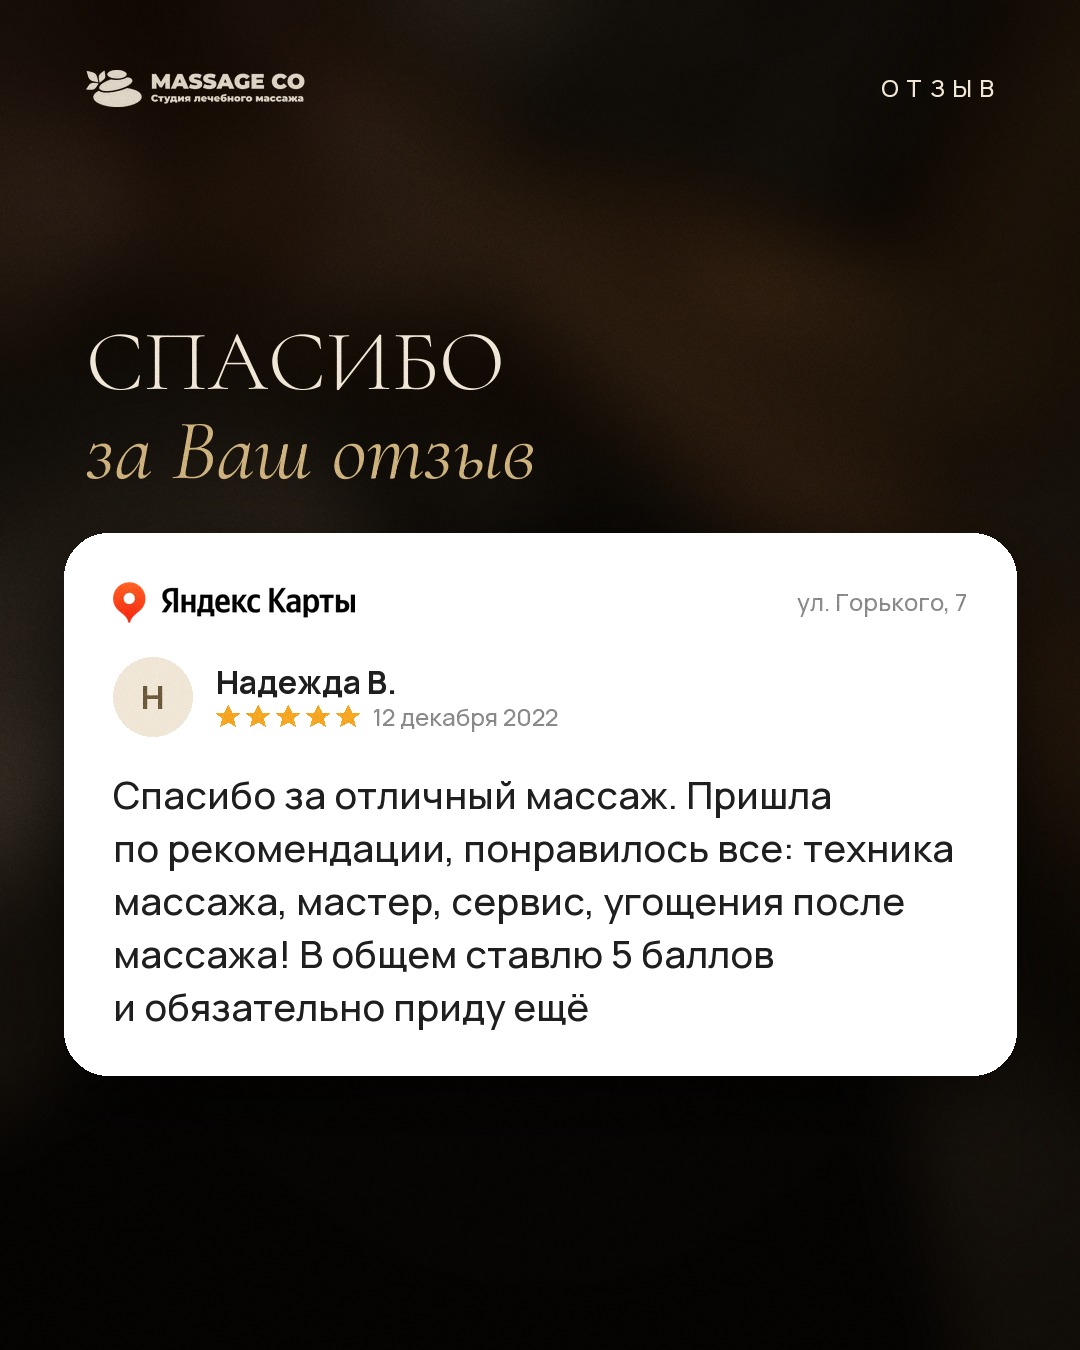 MASSAGE CO
Студия лечебного массажа
ОТЗЫВ
СПАСИБО
за Ваш отзыв
Яндекс Карты
ул. Горького, 7
Н
Надежда В.
12 декабря 2022
Спасибо за отличный массаж. Пришла
по рекомендации, понравилось все: техника
массажа, мастер, сервис, угощения после
массажа! В общем ставлю 5 баллов
и обязательно приду ещё